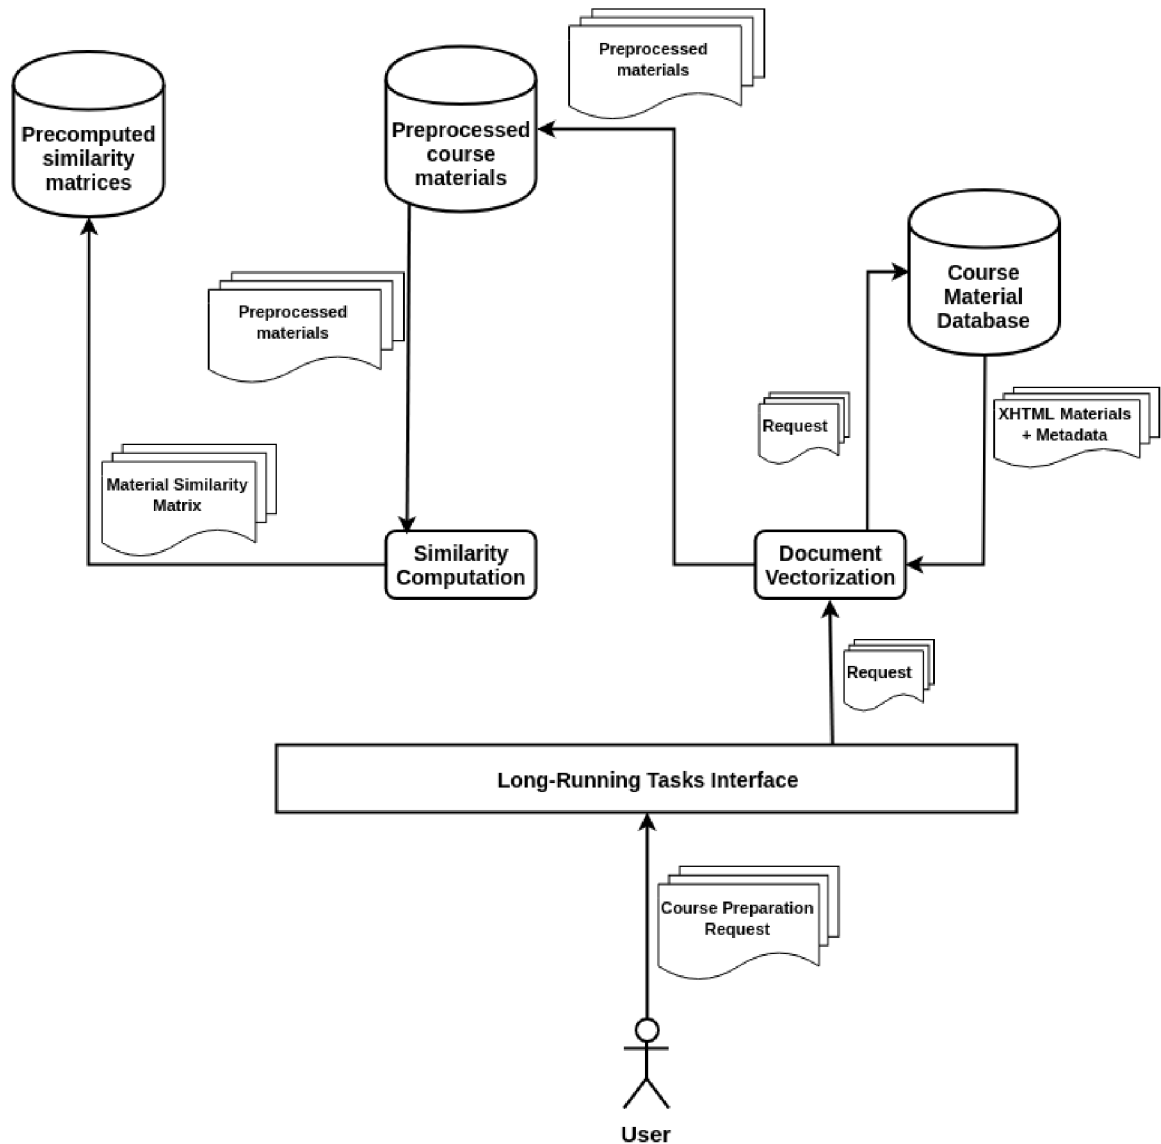 Preprocessed
materials
Precomputed
similarity
matrices
Preprocessed
course
materials
Course
Material
Database
Preprocessed
materials
Request
XHTML Materials
+ Metadata
Material Similarity
Matrix
Similarity
Computation
Document
Vectorization
Request
Long-Running Tasks Interface
Course Preparation
Request
User